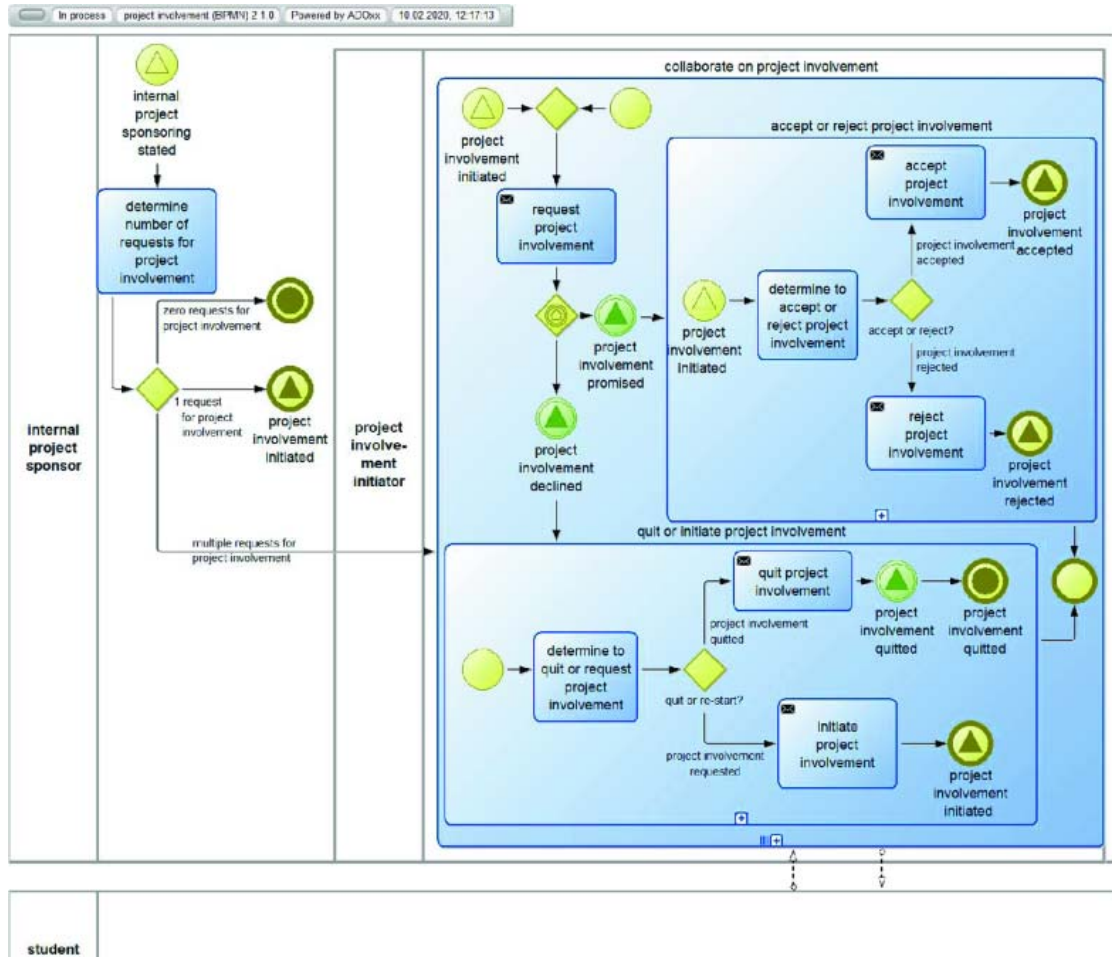 In process
project involvement (BPMN) 2.1.0
Powered by ADOxx
10.02.2020, 12:17:13
internal
project
sponsor
internal
project
sponsoring
stated
determine
number of
requests for
project
involvement
zero requests for
project involvement
1 request
for project
involvement
project
involvement
initiated
multiple requests for
project involvement
project
involve-
ment
initiator
collaborate on project involvement
project
involvement
initiated
request
project
involvement
project
involvement
promised
project
involvement
declined
accept or reject project involvement
project
involvement
initiated
determine to
accept or
reject project
involvement
accept or reject?
project involvement
accepted
accept
project
involvement
project
involvement
accepted
project involvement
rejected
reject
project
involvement
project
involvement
rejected
quit or initiate project involvement
determine to
quit or request
project
involvement
quit or re-start?
project involvement
quitted
quit project
involvement
project
involvement
quitted
project
involvement
quitted
project involvement
requested
initiate
project
involvement
project
involvement
initiated
student